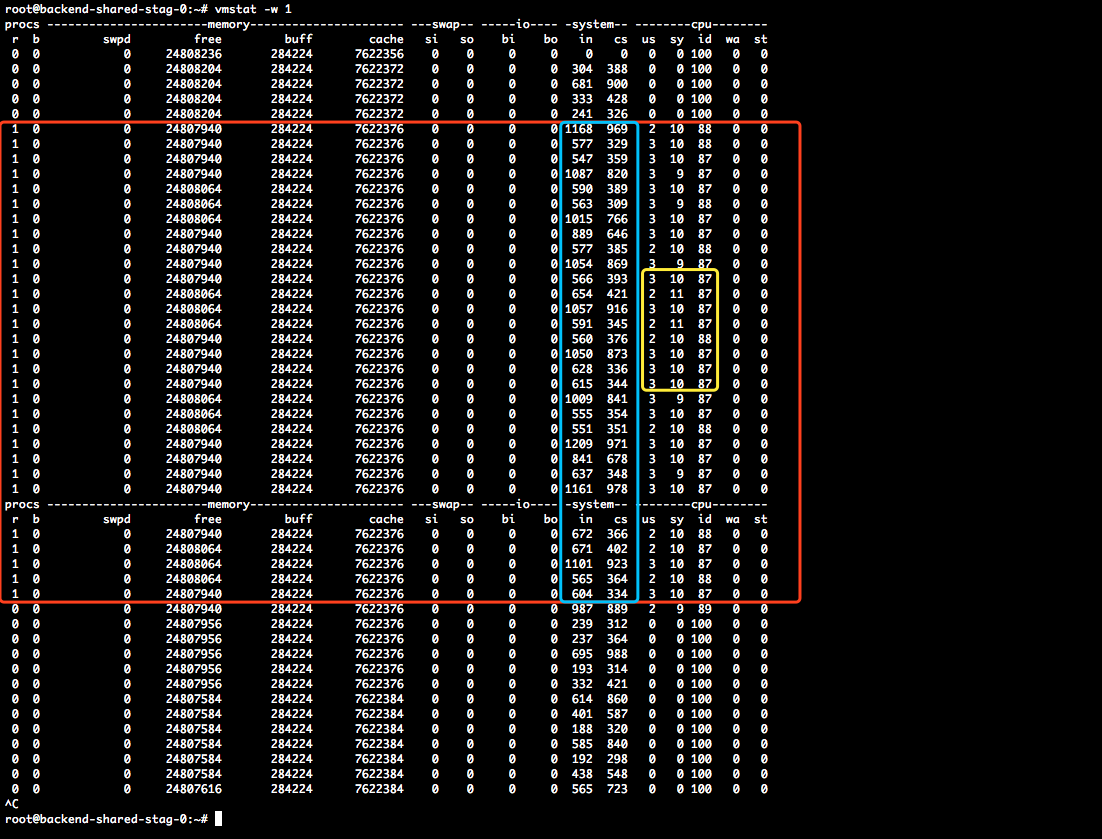 root@backend-shared-stag-0:~# vmstat -w 1
procs -----------------------memory---------------------- ---swap-- -----io---- -system-- --------cpu--------
r b swpd free buff cache si so bi bo in cs us sy id wa st
0 0 0 24808236 284224 7622356 0 0 0 0 0 0 0 0 100 0 0
0 0 0 24808204 284224 7622372 0 0 0 0 304 388 0 0 100 0 0
0 0 0 24808204 284224 7622372 0 0 0 0 681 900 0 0 100 0 0
0 0 0 24808204 284224 7622372 0 0 0 0 333 428 0 0 100 0 0
0 0 0 24808204 284224 7622372 0 0 0 0 241 326 0 0 100 0 0
1 0 0 24807940 284224 7622376 0 0 0 0 1168 969 2 10 88 0 0
1 0 0 24807940 284224 7622376 0 0 0 0 577 329 3 10 88 0 0
1 0 0 24807940 284224 7622376 0 0 0 0 547 359 3 10 87 0 0
1 0 0 24807940 284224 7622376 0 0 0 0 1087 820 3 9 87 0 0
1 0 0 24808064 284224 7622376 0 0 0 0 590 389 3 10 87 0 0
1 0 0 24808064 284224 7622376 0 0 0 0 563 309 3 9 88 0 0
1 0 0 24808064 284224 7622376 0 0 0 0 1015 766 3 10 87 0 0
1 0 0 24807940 284224 7622376 0 0 0 0 889 646 3 10 87 0 0
1 0 0 24807940 284224 7622376 0 0 0 0 577 385 2 10 88 0 0
1 0 0 24807940 284224 7622376 0 0 0 0 1054 869 3 9 87 0 0
1 0 0 24807940 284224 7622376 0 0 0 0 566 393 3 10 87 0 0
1 0 0 24808064 284224 7622376 0 0 0 0 654 421 2 11 87 0 0
1 0 0 24808064 284224 7622376 0 0 0 0 1057 916 3 10 87 0 0
1 0 0 24808064 284224 7622376 0 0 0 0 591 345 2 11 87 0 0
1 0 0 24807940 284224 7622376 0 0 0 0 560 376 2 10 88 0 0
1 0 0 24807940 284224 7622376 0 0 0 0 1050 873 3 10 87 0 0
1 0 0 24807940 284224 7622376 0 0 0 0 628 336 3 10 87 0 0
1 0 0 24807940 284224 7622376 0 0 0 0 615 344 3 10 87 0 0
1 0 0 24808064 284224 7622376 0 0 0 0 1009 841 3 9 87 0 0
1 0 0 24808064 284224 7622376 0 0 0 0 555 354 3 10 87 0 0
1 0 0 24808064 284224 7622376 0 0 0 0 551 351 2 10 88 0 0
1 0 0 24807940 284224 7622376 0 0 0 0 1209 971 3 10 87 0 0
1 0 0 24807940 284224 7622376 0 0 0 0 841 678 3 10 87 0 0
1 0 0 24807940 284224 7622376 0 0 0 0 637 348 3 9 87 0 0
1 0 0 24807940 284224 7622376 0 0 0 0 1161 978 3 10 87 0 0
procs -----------------------memory---------------------- ---swap-- -----io---- -system-- --------cpu--------
r b swpd free buff cache si so bi bo in cs us sy id wa st
1 0 0 24807940 284224 7622376 0 0 0 0 672 366 2 10 88 0 0
1 0 0 24808064 284224 7622376 0 0 0 0 671 402 2 10 87 0 0
1 0 0 24808064 284224 7622376 0 0 0 0 1101 923 3 10 87 0 0
1 0 0 24808064 284224 7622376 0 0 0 0 565 364 2 10 88 0 0
1 0 0 24807940 284224 7622376 0 0 0 0 604 334 3 10 87 0 0
0 0 0 24807940 284224 7622376 0 0 0 0 987 889 2 9 89 0 0
0 0 0 24807956 284224 7622376 0 0 0 0 239 312 0 0 100 0 0
0 0 0 24807956 284224 7622376 0 0 0 0 237 364 0 0 100 0 0
0 0 0 24807956 284224 7622376 0 0 0 0 695 988 0 0 100 0 0
0 0 0 24807956 284224 7622376 0 0 0 0 193 314 0 0 100 0 0
0 0 0 24807956 284224 7622376 0 0 0 0 332 421 0 0 100 0 0
0 0 0 24807584 284224 7622384 0 0 0 0 614 860 0 0 100 0 0
0 0 0 24807584 284224 7622384 0 0 0 0 401 587 0 0 100 0 0
0 0 0 24807584 284224 7622384 0 0 0 0 188 320 0 0 100 0 0
0 0 0 24807584 284224 7622384 0 0 0 0 585 840 0 0 100 0 0
0 0 0 24807584 284224 7622384 0 0 0 0 192 298 0 0 100 0 0
0 0 0 24807584 284224 7622384 0 0 0 0 438 548 0 0 100 0 0
0 0 0 24807616 284224 7622384 0 0 0 0 565 723 0 0 100 0 0
^C
root@backend-shared-stag-0:~#